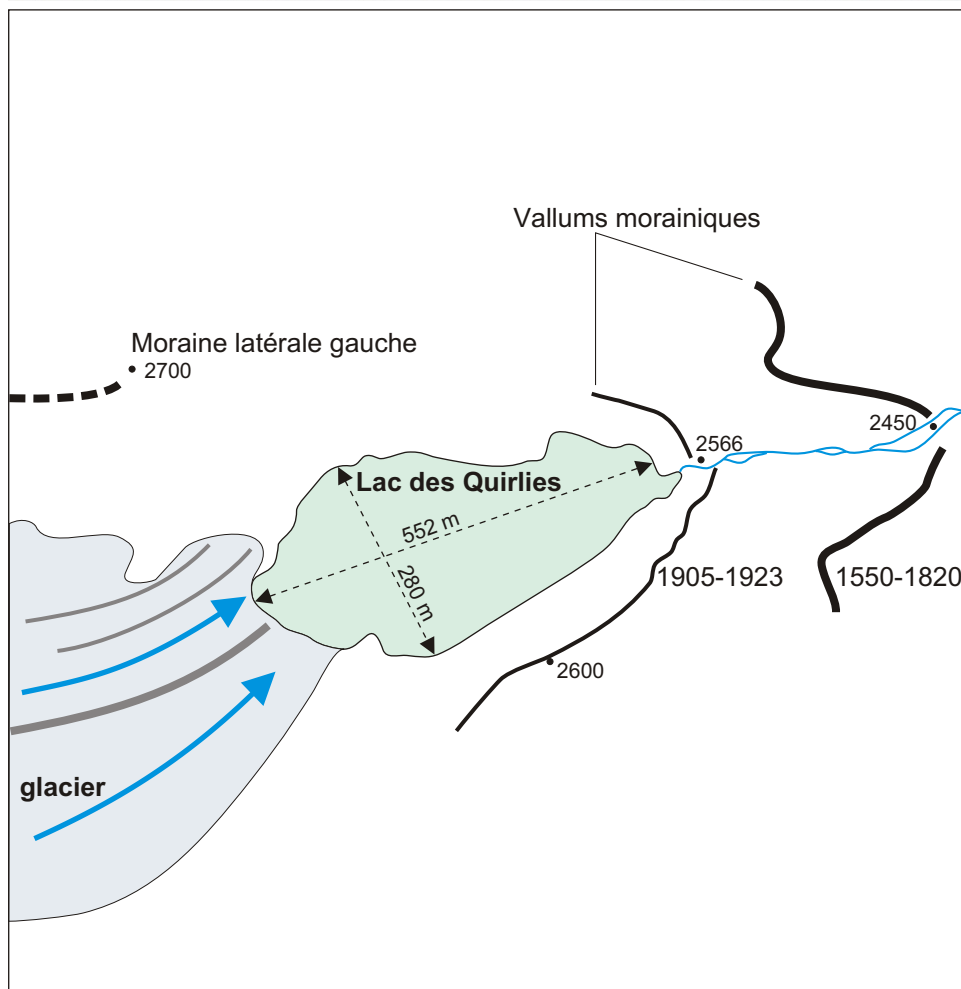 Vallums morainiques
Moraine latérale gauche
2700
2450
2566
Lac des Quirlies
552 m
280 m
1905-1923
1550-1820
2600
glacier